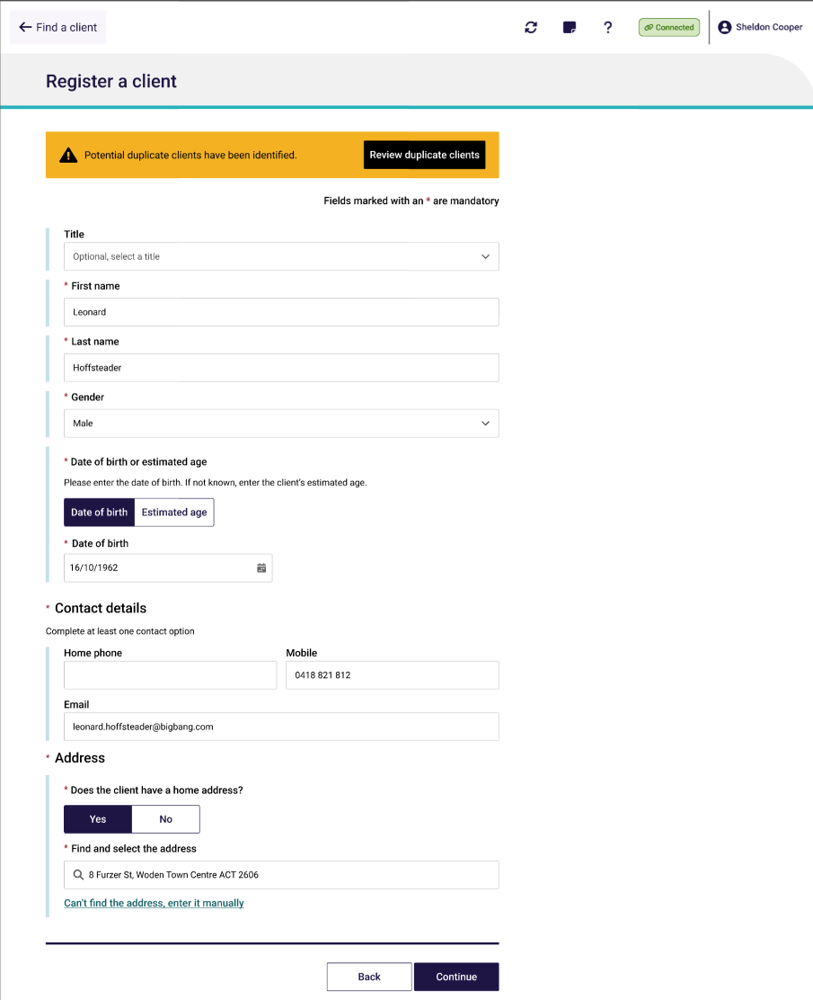 Find a client
?
Connected
Sheldon Cooper
Register a client
Potential duplicate clients have been identified.
Review duplicate clients
Fields marked with an * are mandatory
Title
Optional, select a title
* First name
Leonard
* Last name
Hoffsteader
* Gender
Male
* Date of birth or estimated age
Please enter the date of birth. If not known, enter the client's estimated age.
Date of birth
Estimated age
* Date of birth
16/10/1962
* Contact details
Complete at least one contact option
Home phone
Mobile
0418 821 812
Email
leonard.hoffsteader@bigbang.com
* Address
* Does the client have a home address?
Yes
No
* Find and select the address
8 Furzer St, Woden Town Centre ACT 2606
Can't find the address, enter it manually
Back
Continue